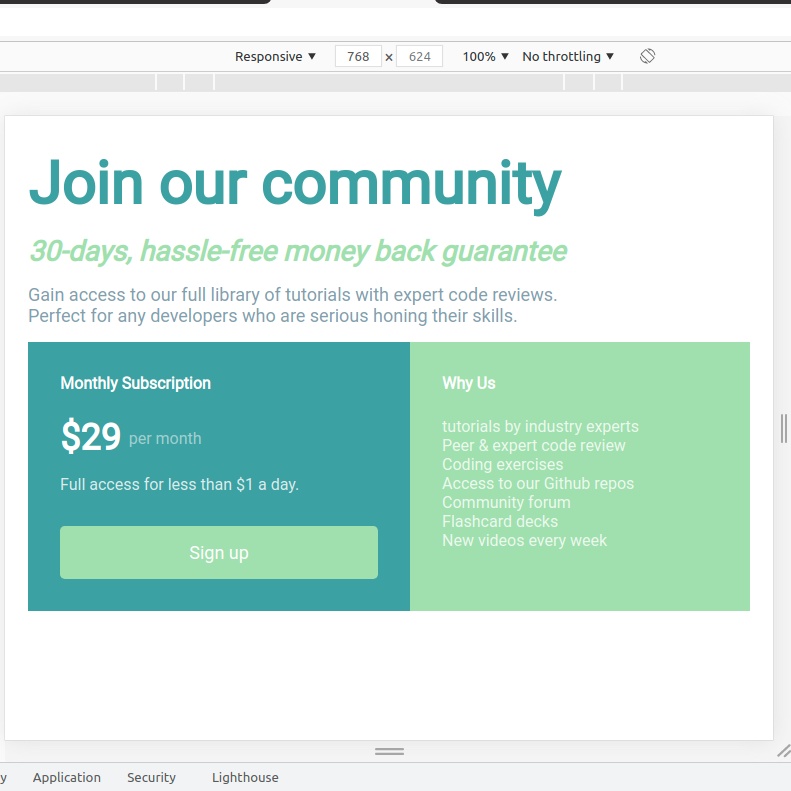 Responsive ▼ 768 × 624 100% ▼ No throttling ▼
Join our community
30-days, hassle-free money back guarantee
Gain access to our full library of tutorials with expert code reviews.
Perfect for any developers who are serious honing their skills.
Monthly Subscription
$29 per month
Full access for less than $1 a day.
Sign up
Why Us
tutorials by industry experts
Peer & expert code review
Coding exercises
Access to our Github repos
Community forum
Flashcard decks
New videos every week
y Application Security Lighthouse